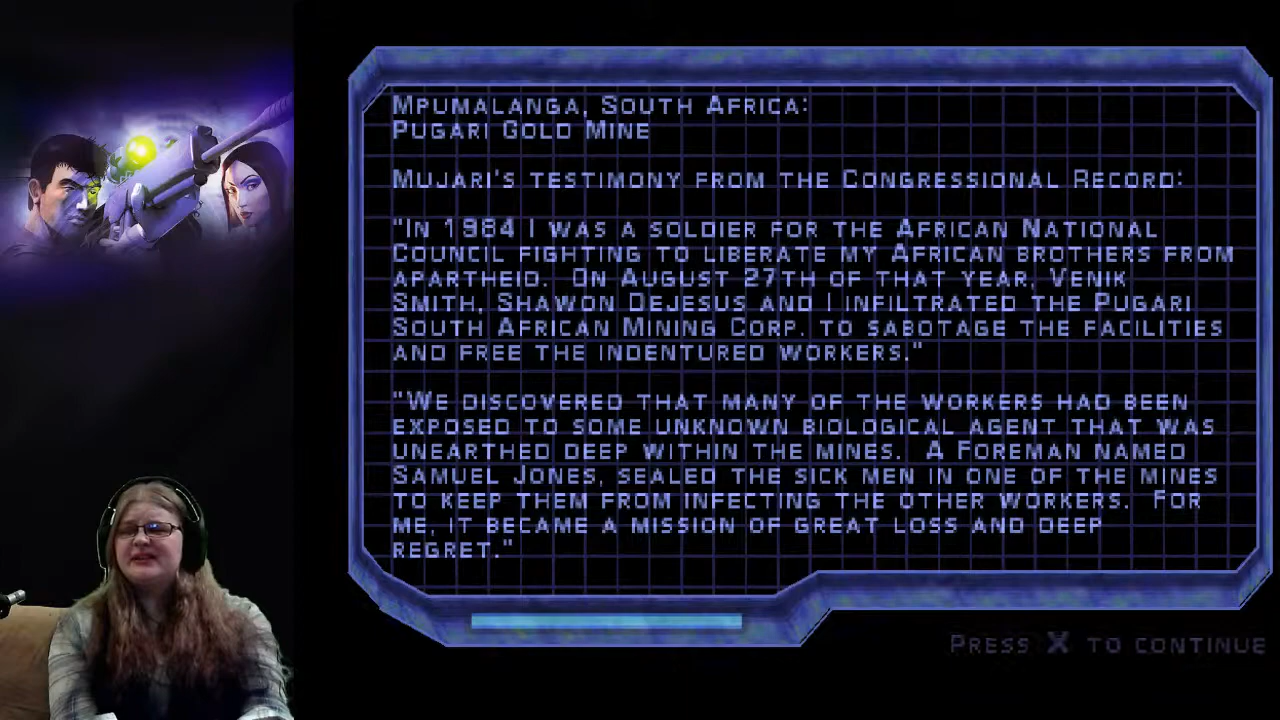 Mpumalanga, South Africa:
Pugari Gold Mine
Mujari's testimony from the Congressional Record:
"In 1984 I was a soldier for the African National
Council fighting to liberate my African brothers from
apartheid. On August 27th of that year, Venik
Smith, Shawon DeJesus and I infiltrated the Pugari
South African Mining Corp. to sabotage the facilities
and free the indentured workers."
"We discovered that many of the workers had been
exposed to some unknown biological agent that was
unearthed deep within the mines. A Foreman named
Samuel Jones, sealed the sick men in one of the mines
to keep them from infecting the other workers. For
me, it became a mission of great loss and deep
regret."
Press X to continue